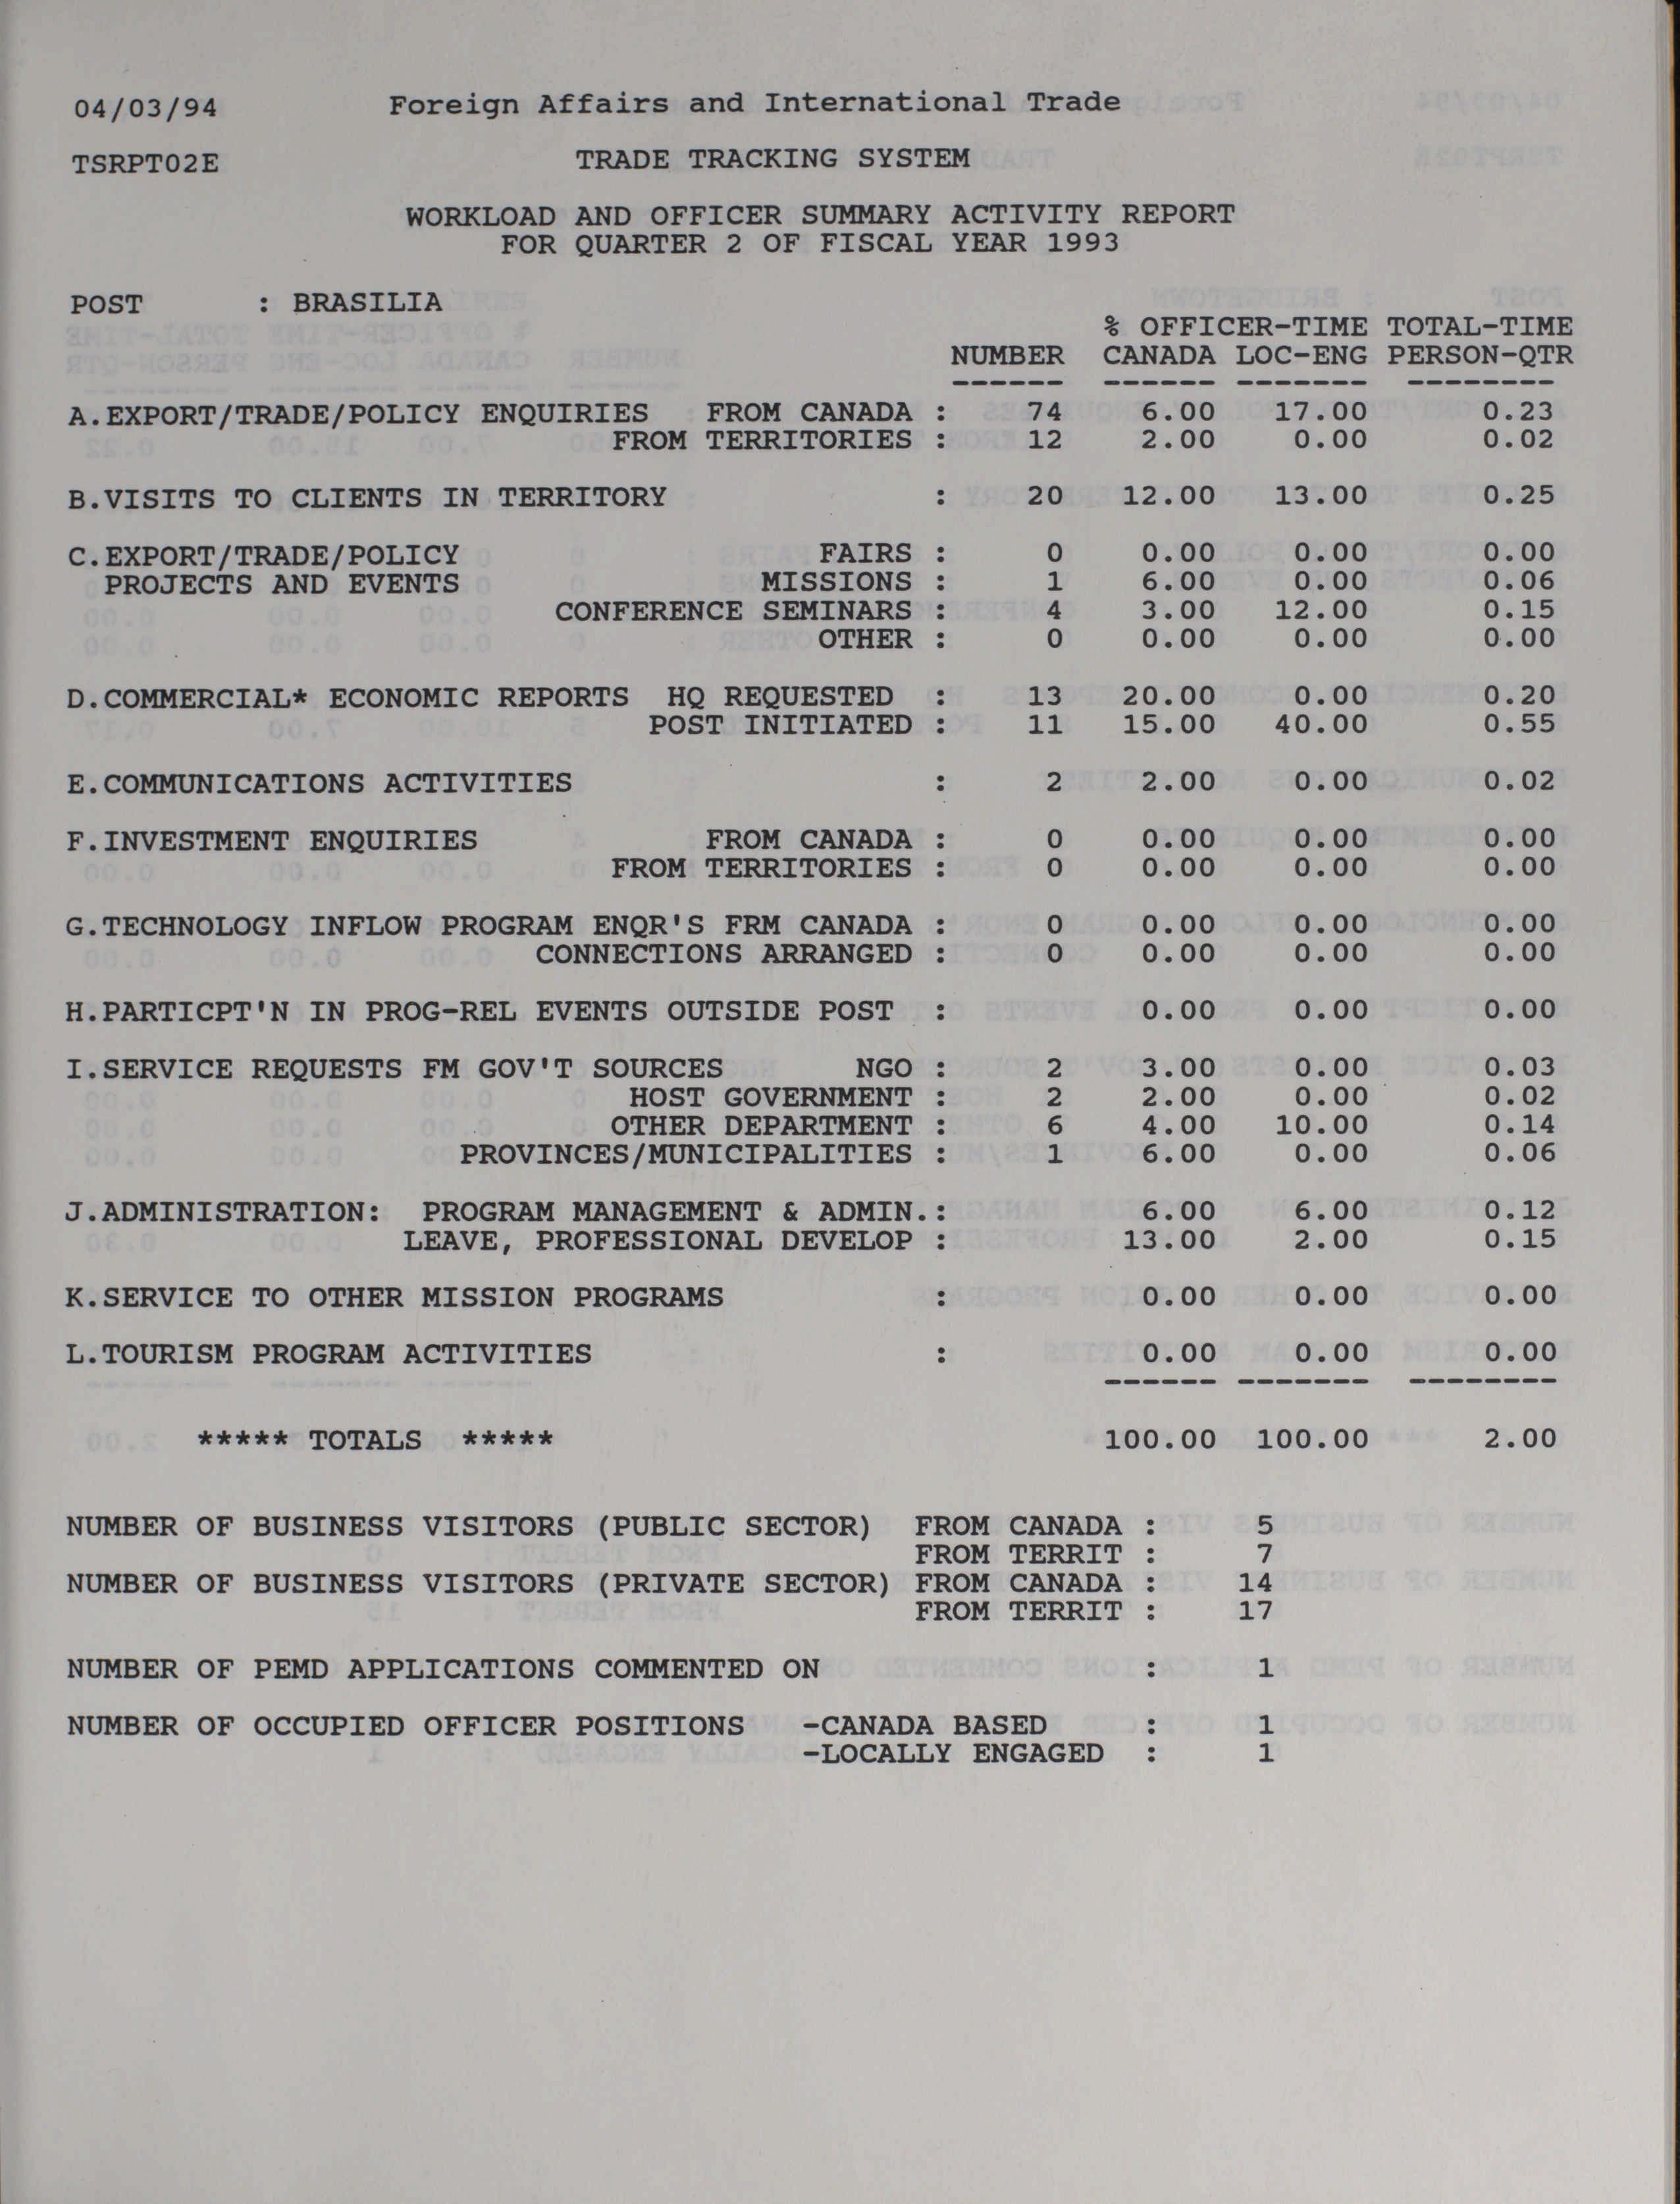 04/03/94 Foreign Affairs and International Trade
TSRPT02E TRADE TRACKING SYSTEM
WORKLOAD AND OFFICER SUMMARY ACTIVITY REPORT
FOR QUARTER 2 OF FISCAL YEAR 1993
POST : BRASILIA
% OFFICER-TIME TOTAL-TIME
NUMBER CANADA LOC-ENG PERSON-QTR
------ ------ ------- --------
A.EXPORT/TRADE/POLICY ENQUIRIES FROM CANADA : 74 6.00 17.00 0.23
FROM TERRITORIES : 12 2.00 0.00 0.02
B.VISITS TO CLIENTS IN TERRITORY : 20 12.00 13.00 0.25
C.EXPORT/TRADE/POLICY FAIRS : 0 0.00 0.00 0.00
PROJECTS AND EVENTS MISSIONS : 1 6.00 0.00 0.06
CONFERENCE SEMINARS : 4 3.00 12.00 0.15
OTHER : 0 0.00 0.00 0.00
D.COMMERCIAL* ECONOMIC REPORTS HQ REQUESTED : 13 20.00 0.00 0.20
POST INITIATED : 11 15.00 40.00 0.55
E.COMMUNICATIONS ACTIVITIES : 2 2.00 0.00 0.02
F.INVESTMENT ENQUIRIES FROM CANADA : 0 0.00 0.00 0.00
FROM TERRITORIES : 0 0.00 0.00 0.00
G.TECHNOLOGY INFLOW PROGRAM ENQR'S FRM CANADA : 0 0.00 0.00 0.00
CONNECTIONS ARRANGED : 0 0.00 0.00 0.00
H.PARTICPT'N IN PROG-REL EVENTS OUTSIDE POST : 0.00 0.00 0.00
I.SERVICE REQUESTS FM GOV'T SOURCES NGO : 2 3.00 0.00 0.03
HOST GOVERNMENT : 2 2.00 0.00 0.02
OTHER DEPARTMENT : 6 4.00 10.00 0.14
PROVINCES/MUNICIPALITIES : 1 6.00 0.00 0.06
J.ADMINISTRATION: PROGRAM MANAGEMENT & ADMIN.: 6.00 6.00 0.12
LEAVE, PROFESSIONAL DEVELOP : 13.00 2.00 0.15
K.SERVICE TO OTHER MISSION PROGRAMS : 0.00 0.00 0.00
L.TOURISM PROGRAM ACTIVITIES : 0.00 0.00 0.00
------ ------- --------
***** TOTALS ***** 100.00 100.00 2.00
NUMBER OF BUSINESS VISITORS (PUBLIC SECTOR) FROM CANADA : 5
FROM TERRIT : 7
NUMBER OF BUSINESS VISITORS (PRIVATE SECTOR) FROM CANADA : 14
FROM TERRIT : 17
NUMBER OF PEMD APPLICATIONS COMMENTED ON : 1
NUMBER OF OCCUPIED OFFICER POSITIONS -CANADA BASED : 1
-LOCALLY ENGAGED : 1